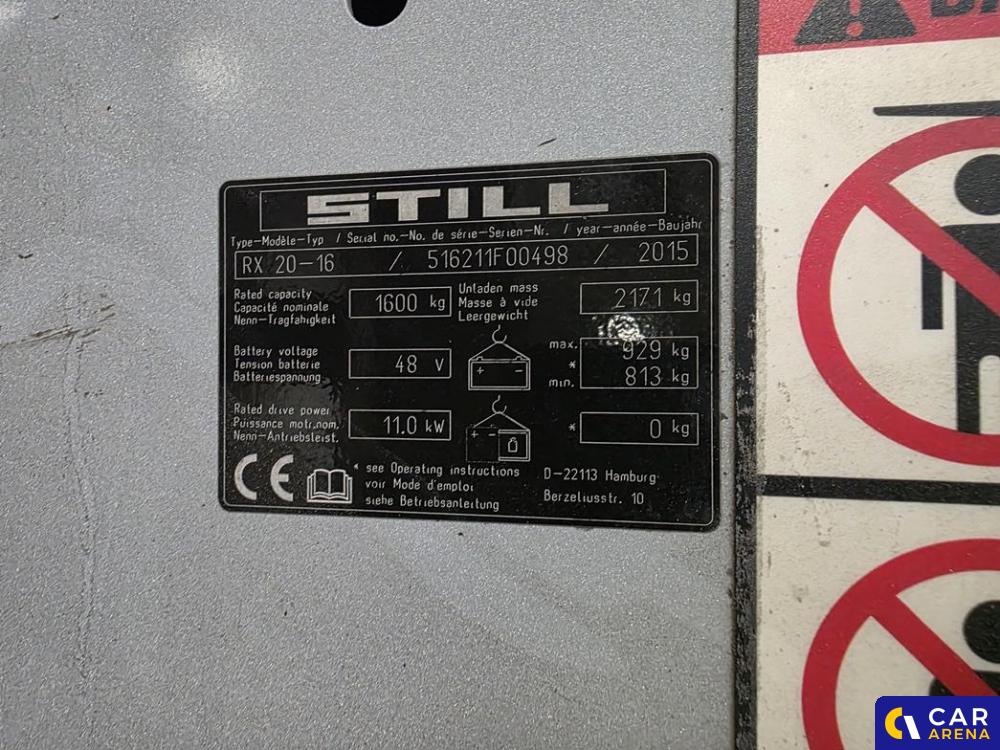 STILL
Type-Modèle-Typ / Serial no.-No. de série-Serien-Nr. / year-année-Baujahr
RX 20-16 / 516211F00498 / 2015
Rated capacity
Capacité nominale
Nenn-Tragfähigkeit
1600 kg
Unladen mass
Masse à vide
Leergewicht
2171 kg
Battery voltage
Tension batterie
Batteriespannung
48 V
max. 929 kg
*
min. 813 kg
Rated drive power
Puissance motr.nom.
Nenn-Antriebsleist.
11.0 kW
* 0 kg
CE
* see Operating instructions
voir Mode d'emploi
siehe Betriebsanleitung
D-22113 Hamburg
Berzeliusstr. 10
CAR
ARENA